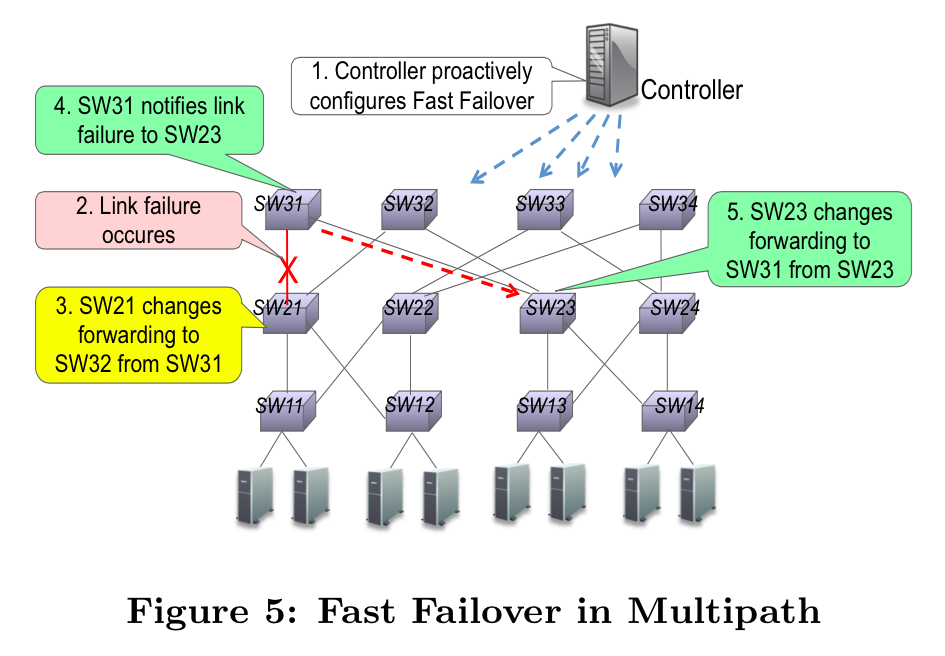 1. Controller proactively
configures Fast Failover
Controller
4. SW31 notifies link
failure to SW23
2. Link failure
occures
3. SW21 changes
forwarding to
SW32 from SW31
5. SW23 changes
forwarding to
SW31 from SW23
SW31
SW32
SW33
SW34
X
SW21
SW22
SW23
SW24
SW11
SW12
SW13
SW14
Figure 5: Fast Failover in Multipath